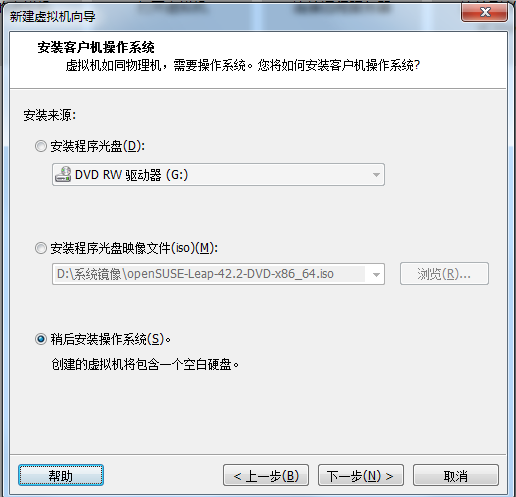 新建虚拟机向导
安装客户机操作系统
虚拟机如同物理机，需要操作系统。您将如何安装客户机操作系统?
安装来源:
安装程序光盘(D):
DVD RW 驱动器 (G:)
安装程序光盘映像文件(iso)(M):
D:\系统镜像\openSUSE-Leap-42.2-DVD-x86_64.iso
浏览(R)...
稍后安装操作系统(S)。
创建的虚拟机将包含一个空白硬盘。
帮助
< 上一步(B)
下一步(N) >
取消